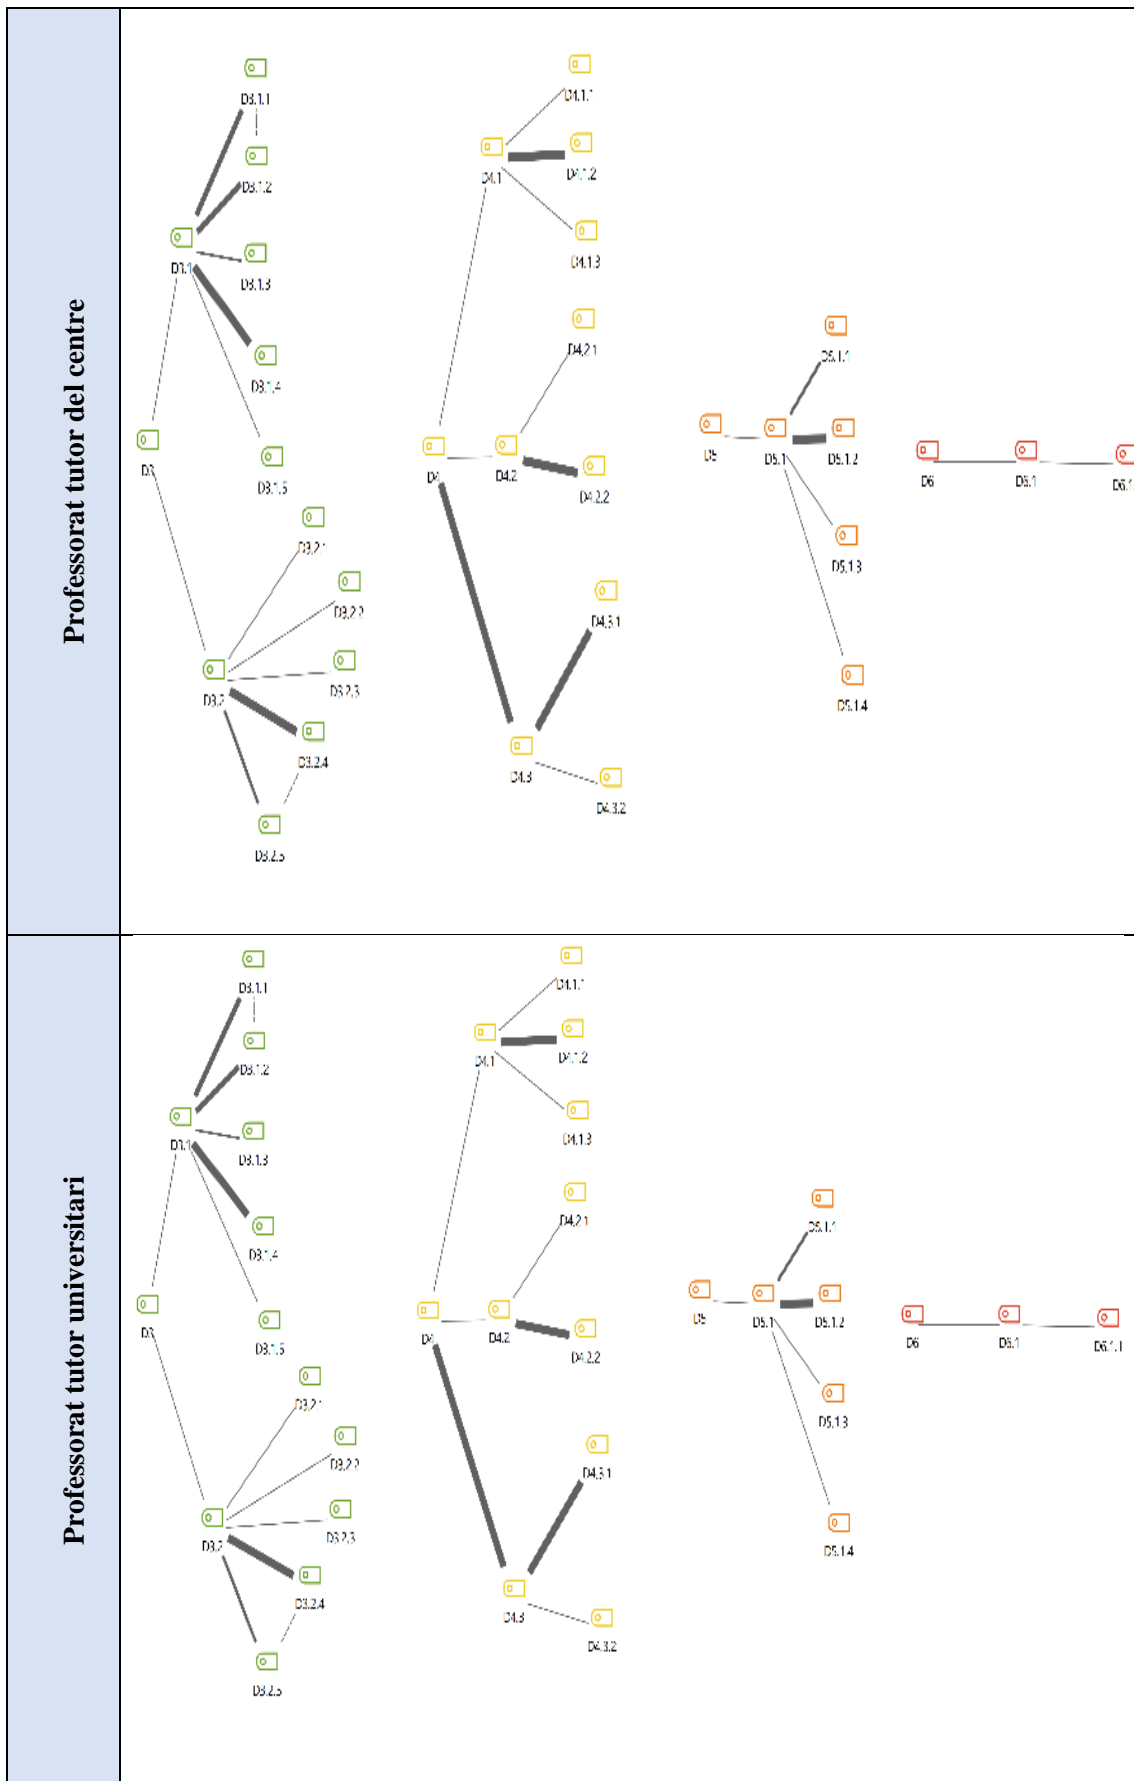 Professorat tutor del centre
D3.1.1
D3.1.2
D3.1
D3.1.3
D3.1.4
D3
D3.1.5
D3.2.1
D3.2.2
D3.2
D3.2.3
D3.2.4
D3.2.5
D4.1.1
D4.1
D4.1.2
D4.1.3
D4.2.1
D4
D4.2
D4.2.2
D4.3.1
D4.3
D4.3.2
D5.1.1
D5
D5.1
D5.1.2
D5.1.3
D5.1.4
D6
D6.1
D6.1.
Professorat tutor universitari
D3.1.1
D3.1.2
D3.1
D3.1.3
D3.1.4
D3
D3.1.5
D3.2.1
D3.2.2
D3.2
D3.2.3
D3.2.4
D3.2.5
D4.1.1
D4.1
D4.1.2
D4.1.3
D4.2.1
D4
D4.2
D4.2.2
D4.3.1
D4.3
D4.3.2
D5.1.1
D5
D5.1
D5.1.2
D5.1.3
D5.1.4
D6
D6.1
D6.1.1